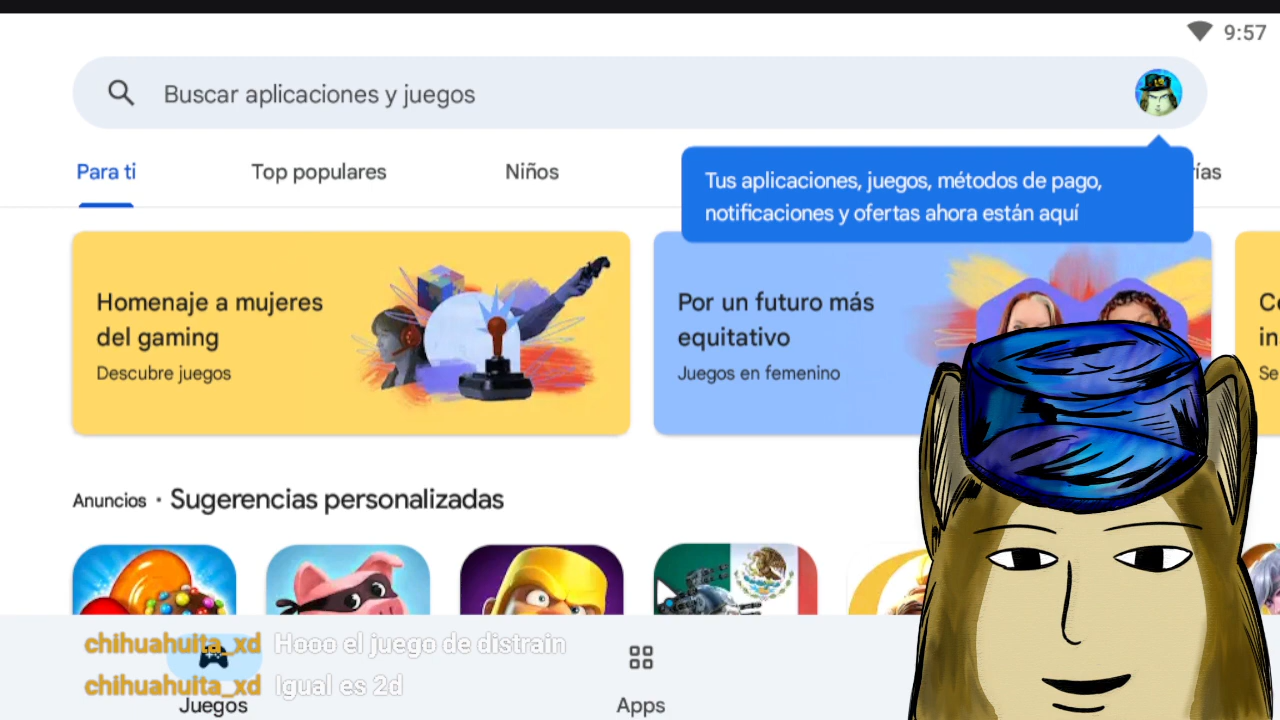 9:57
Buscar aplicaciones y juegos
Para ti
Top populares
Niños
Tus aplicaciones, juegos, métodos de pago,
notificaciones y ofertas ahora están aquí
Homenaje a mujeres
del gaming
Descubre juegos
Por un futuro más
equitativo
Juegos en femenino
Anuncios · Sugerencias personalizadas
chihuahuita_xd Hooo el juego de distrain
chihuahuita_xd Igual es 2d
Juegos
Apps